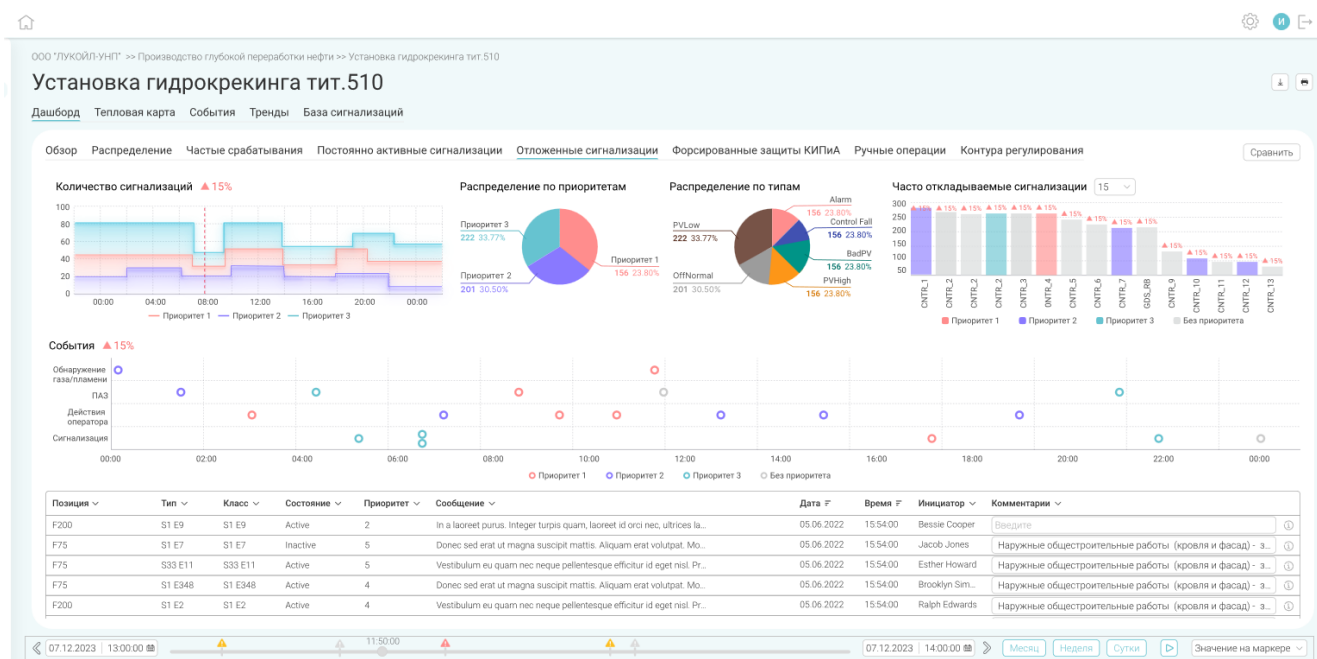 И
ООО "ЛУКОЙЛ-УНП" >> Производство глубокой переработки нефти >> Установка гидрокрекинга тит.510
Установка гидрокрекинга тит.510
Дашборд Тепловая карта События Тренды База сигнализаций
Обзор Распределение Частые срабатывания Постоянно активные сигнализации Отложенные сигнализации Форсированные защиты КИПиА Ручные операции Контура регулирования Сравнить
Количество сигнализаций ▲ 15%
100
80
60
40
20
0
00:00 04:00 08:00 12:00 16:00 20:00 00:00
Приоритет 1 Приоритет 2 Приоритет 3
Распределение по приоритетам
Приоритет 3
222 33.77%
Приоритет 1
156 23.80%
Приоритет 2
201 30.50%
Распределение по типам
Alarm
156 23.80%
Control Fall
156 23.80%
PVLow
222 33.77%
BadPV
156 23.80%
OffNormal
201 30.50%
PVHigh
156 23.80%
Часто откладываемые сигнализации 15
300
250
200
150
100
50
▲ 15% ▲ 15% ▲ 15% ▲ 15% ▲ 15% ▲ 15% ▲ 15% ▲ 15% ▲ 15% ▲ 15% ▲ 15% ▲ 15% ▲ 15% ▲ 15% ▲ 15%
CNTR_1 CNTR_2 CNTR_2 CNTR_2 CNTR_3 0NTR_4 CNTR_5 CNTR_6 CNTR_7 GDS_RB CNTR_9 CNTR_10 CNTR_11 CNTR_12 CNTR_13
Приоритет 1 Приоритет 2 Приоритет 3 Без приоритета
События ▲ 15%
Обнаружение
газа/пламени
ПАЗ
Действия
оператора
Сигнализация
00:00 02:00 04:00 06:00 08:00 10:00 12:00 14:00 16:00 18:00 20:00 22:00 00:00
Приоритет 1 Приоритет 2 Приоритет 3 Без приоритета
Позиция Тип Класс Состояние Приоритет Сообщение Дата Время Инициатор Комментарии
F200 S1 E9 S1 E9 Active 2 In a laoreet purus. Integer turpis quam, laoreet id orci nec, ultrices la... 05.06.2022 15:54:00 Bessie Cooper Введите
F75 S1 E7 S1 E7 Inactive 5 Donec sed erat ut magna suscipit mattis. Aliquam erat volutpat. Mo... 05.06.2022 15:54:00 Jacob Jones Наружные общестроительные работы (кровля и фасад) - з...
F75 S33 E11 S33 E11 Active 5 Vestibulum eu quam nec neque pellentesque efficitur id eget nisl. Pr... 05.06.2022 15:54:00 Esther Howard Наружные общестроительные работы (кровля и фасад) - з...
F75 S1 E348 S1 E348 Active 4 Donec sed erat ut magna suscipit mattis. Aliquam erat volutpat. Mo... 05.06.2022 15:54:00 Brooklyn Sim... Наружные общестроительные работы (кровля и фасад) - з...
F200 S1 E2 S1 E2 Active 4 Vestibulum eu quam nec neque pellentesque efficitur id eget nisl. Pr... 05.06.2022 15:54:00 Ralph Edwards Наружные общестроительные работы (кровля и фасад) - з...
07.12.2023 13:00:00 11:50:00 07.12.2023 14:00:00 Месяц Неделя Сутки Значение на маркере